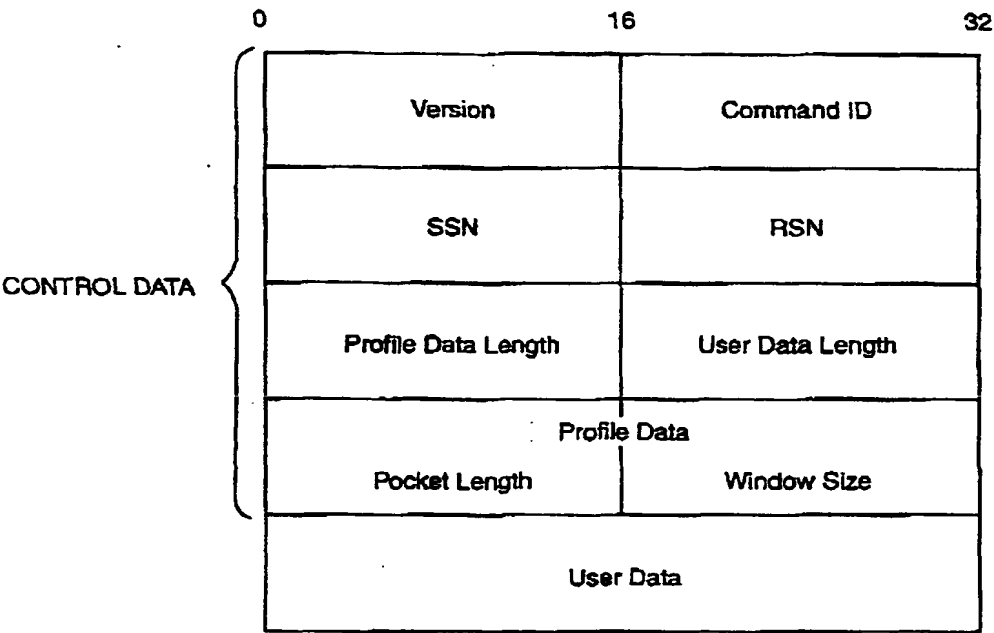 0 16 32
Version Command ID
SSN RSN
CONTROL DATA
Profile Data Length User Data Length
Profile Data
Pocket Length Window Size
User Data